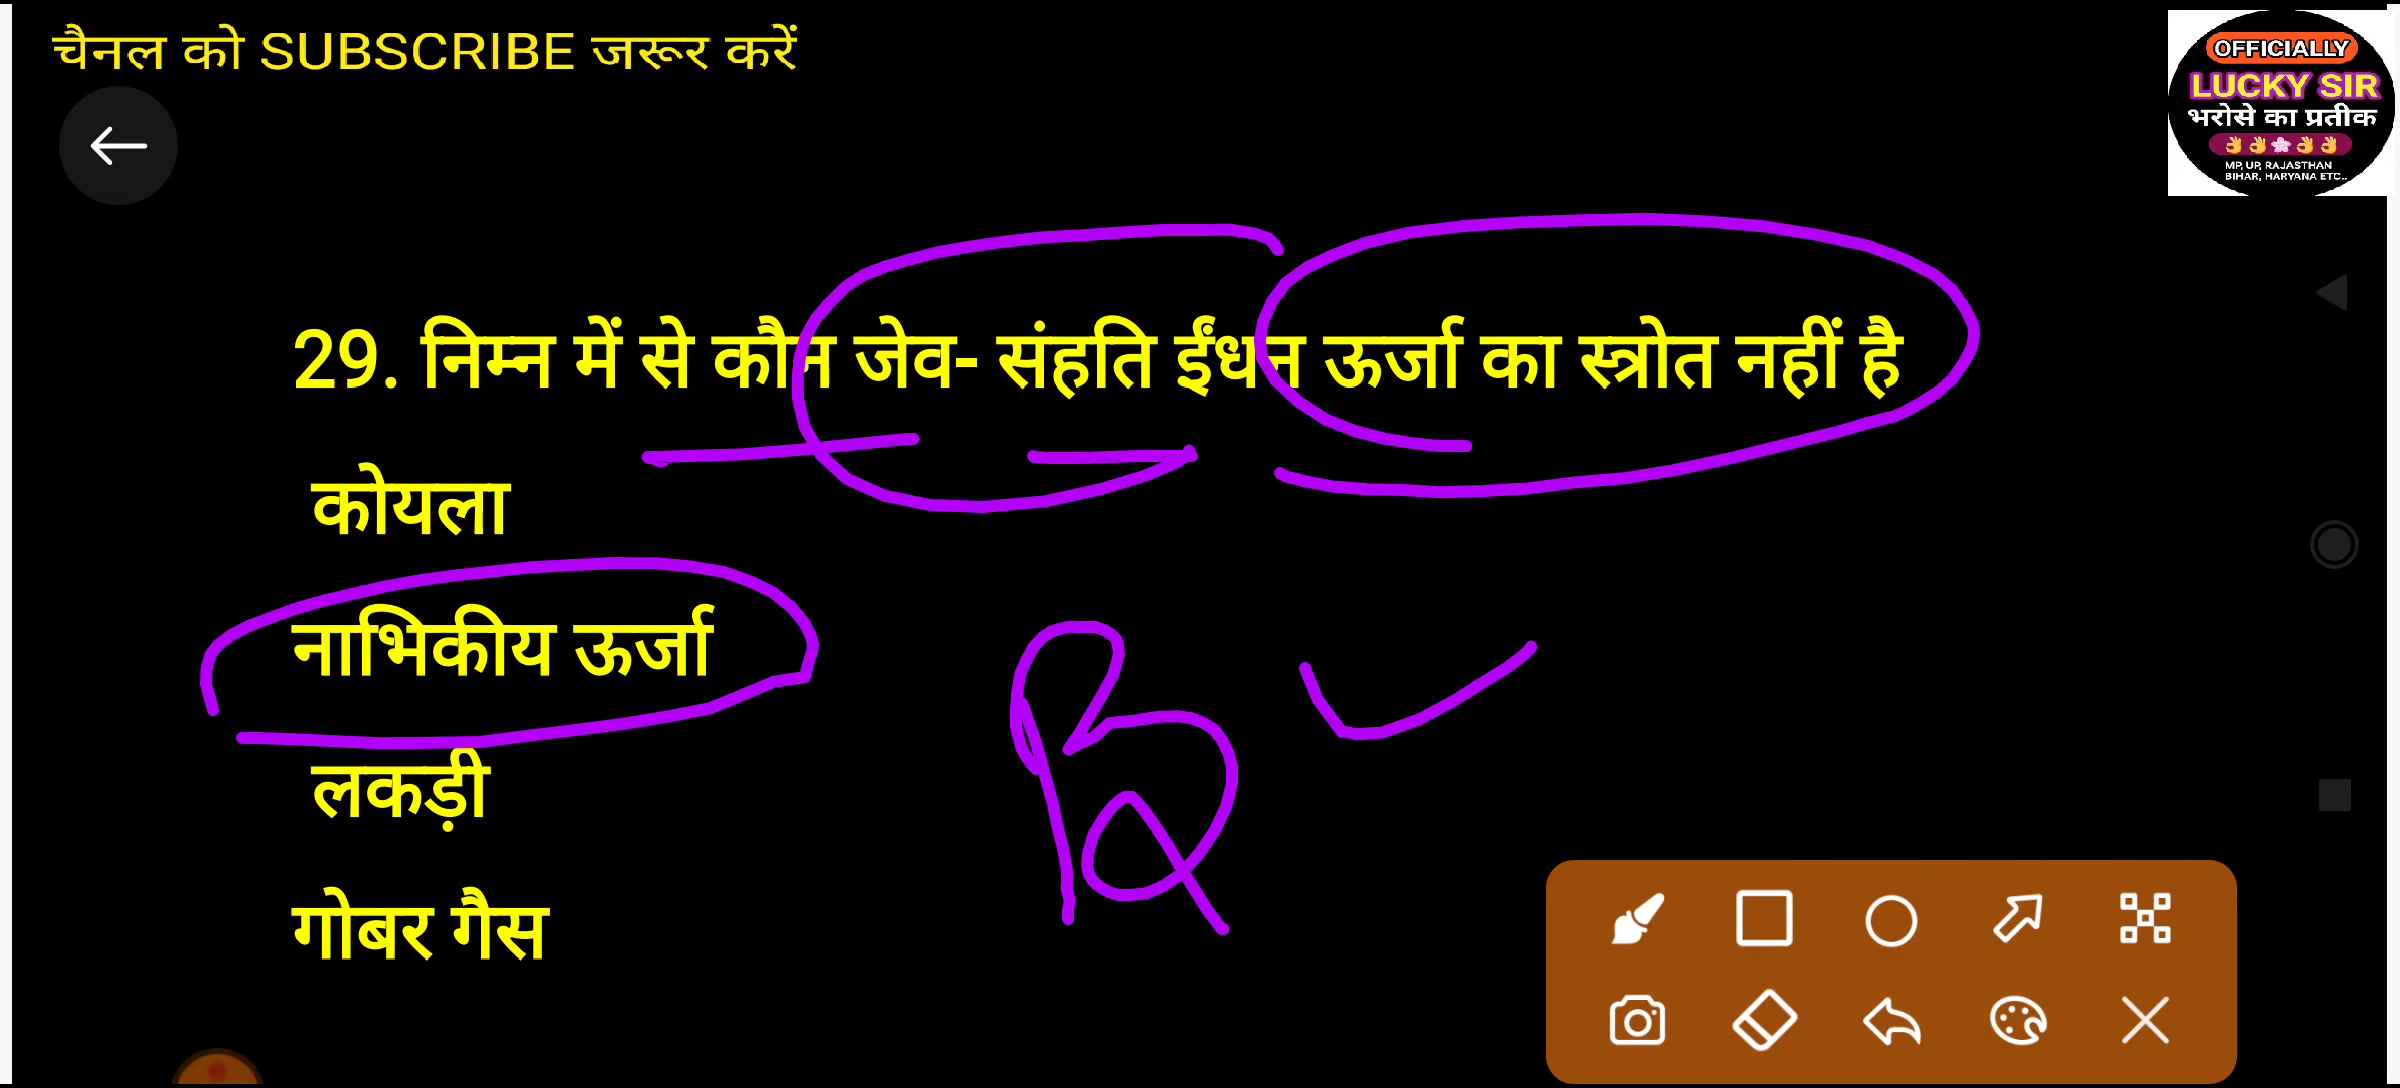 चैनल को SUBSCRIBE जरूर करें
OFFICIALLY
LUCKY SIR
भरोसे का प्रतीक
👌👌🌸👌👌
MP, UP, RAJASTHAN
BIHAR, HARYANA ETC..
29. निम्न में से कौन जेव- संहति ईंधन ऊर्जा का स्त्रोत नहीं है
कोयला
नाभिकीय ऊर्जा
लकड़ी
गोबर गैस
B